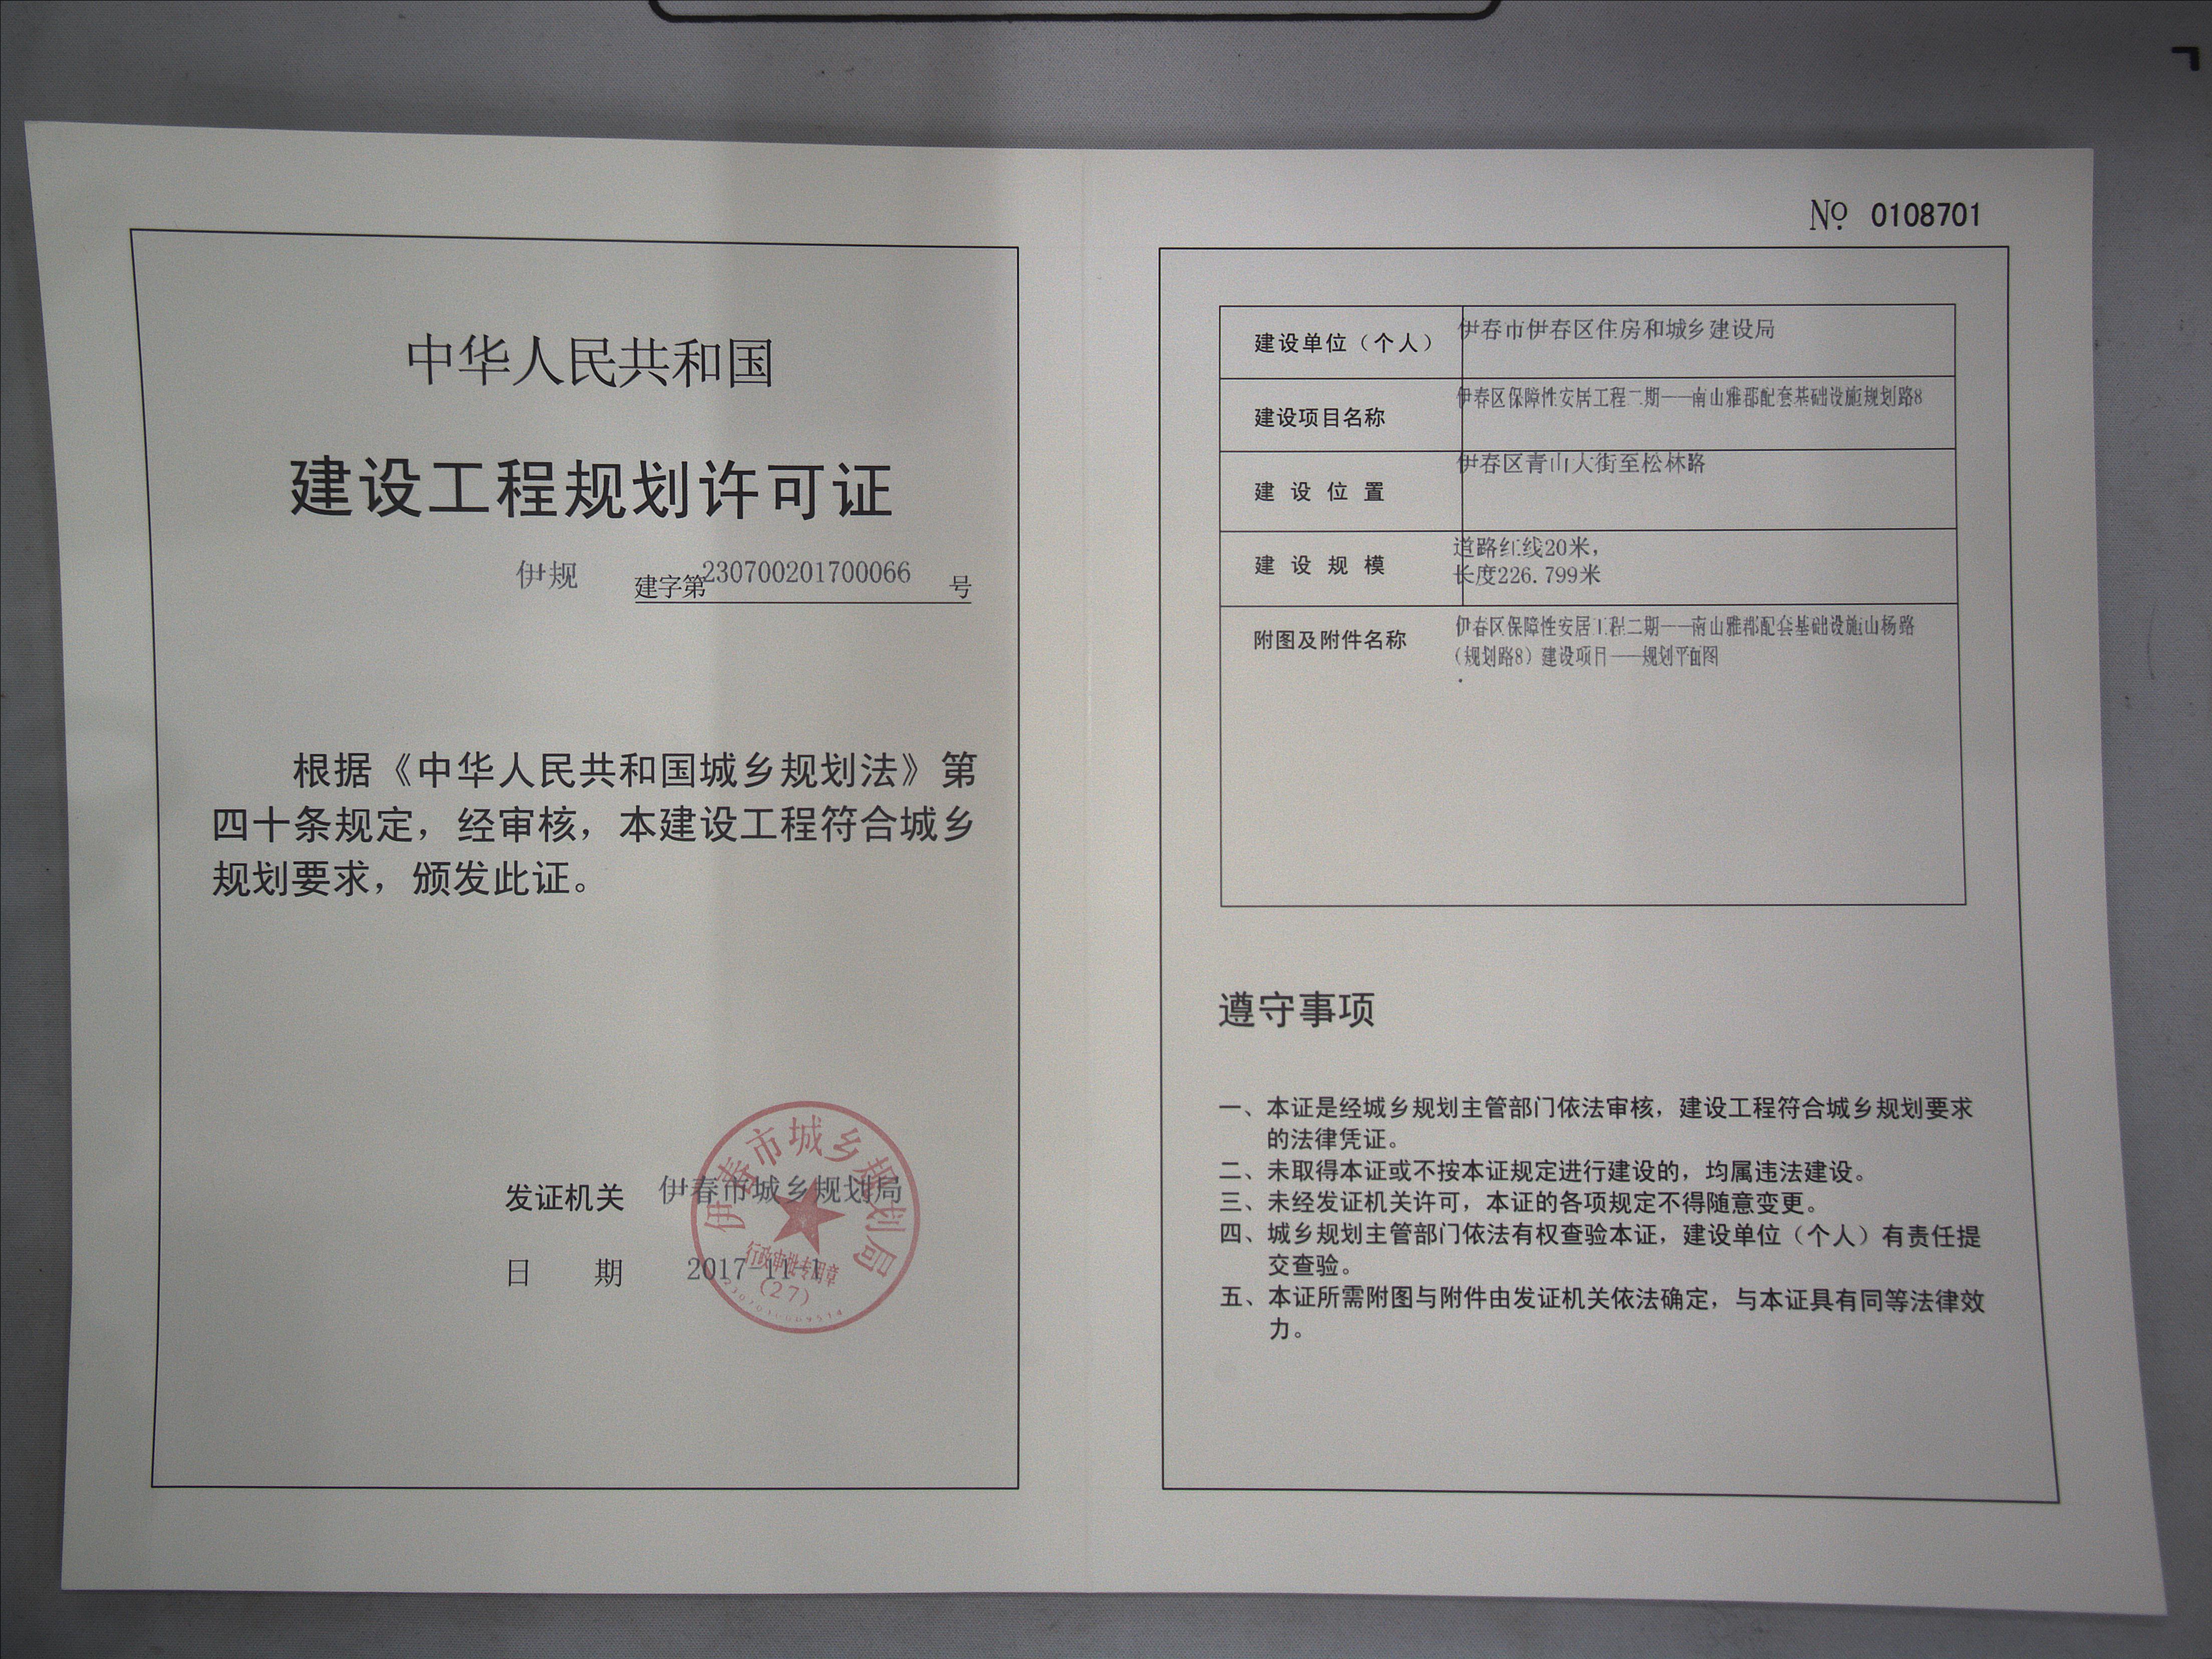 中华人民共和国
建设工程规划许可证
伊规 建字第230700201700066 号
根据《中华人民共和国城乡规划法》第
四十条规定，经审核，本建设工程符合城乡
规划要求，颁发此证。
发证机关 伊春市城乡规划局
日 期 2017-11-1
伊春市城乡规划局
行政审批专用章
(27)
№ 0108701
建设单位（个人） 伊春市伊春区住房和城乡建设局
建设项目名称 伊春区保障性安居工程二期——南山雅郡配套基础设施规划路8
建设位置 伊春区青山大街至松林路
建设规模 道路红线20米，
长度226.799米
附图及附件名称 伊春区保障性安居工程二期——南山雅郡配套基础设施山杨路
（规划路8）建设项目——规划平面图
遵守事项
一、本证是经城乡规划主管部门依法审核，建设工程符合城乡规划要求
的法律凭证。
二、未取得本证或不按本证规定进行建设的，均属违法建设。
三、未经发证机关许可，本证的各项规定不得随意变更。
四、城乡规划主管部门依法有权查验本证，建设单位（个人）有责任提
交查验。
五、本证所需附图与附件由发证机关依法确定，与本证具有同等法律效
力。